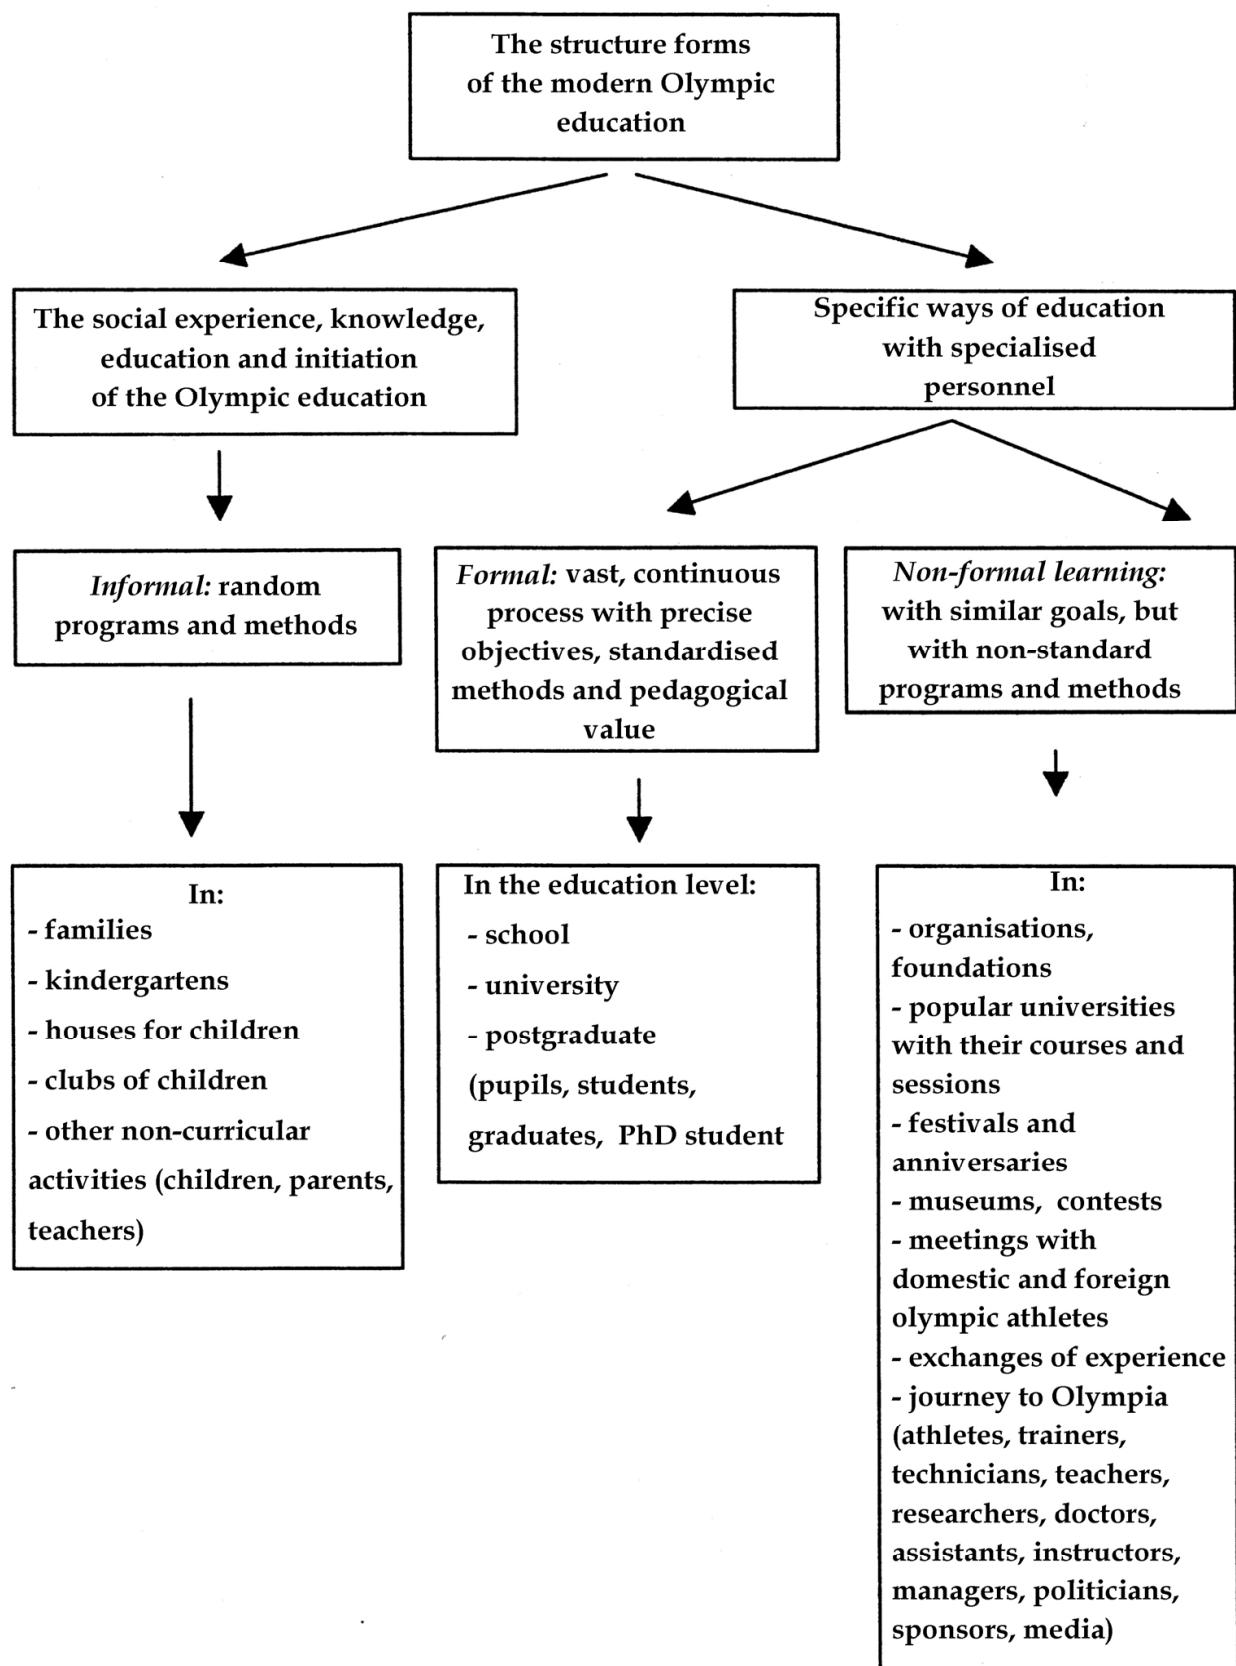 The structure forms
of the modern Olympic
education
The social experience, knowledge,
education and initiation
of the Olympic education
Specific ways of education
with specialised
personnel
Informal: random
programs and methods
Formal: vast, continuous
process with precise
objectives, standardised
methods and pedagogical
value
Non-formal learning:
with similar goals, but
with non-standard
programs and methods
In:
- families
- kindergartens
- houses for children
- clubs of children
- other non-curricular
activities (children, parents,
teachers)
In the education level:
- school
- university
- postgraduate
(pupils, students,
graduates, PhD student
In:
- organisations,
foundations
- popular universities
with their courses and
sessions
- festivals and
anniversaries
- museums, contests
- meetings with
domestic and foreign
olympic athletes
- exchanges of experience
- journey to Olympia
(athletes, trainers,
technicians, teachers,
researchers, doctors,
assistants, instructors,
managers, politicians,
sponsors, media)